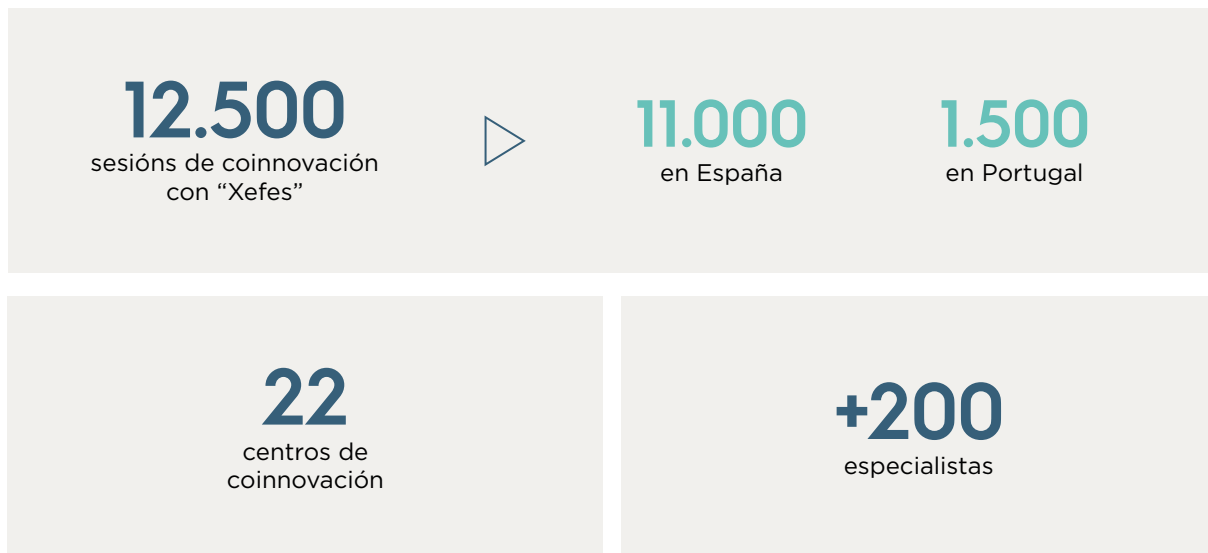 12.500
sesións de coinnovación
con “Xefes”
11.000
en España
1.500
en Portugal
22
centros de
coinnovación
+200
especialistas